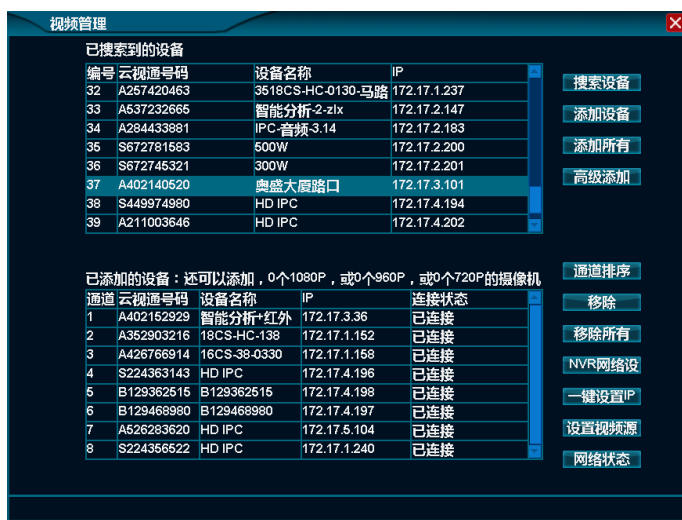 视频管理
已搜索到的设备
编号 云视通号码 设备名称 IP
32 A257420463 3518CS-HC-0130-马路 172.17.1.237
33 A537232665 智能分析-2-zlx 172.17.2.147
34 A284433881 IPC-音频-3.14 172.17.2.183
35 S672781583 500W 172.17.2.200
36 S672745321 300W 172.17.2.201
37 A402140520 奥盛大厦路口 172.17.3.101
38 S449974980 HD IPC 172.17.4.194
39 A211003646 HD IPC 172.17.4.202
搜索设备
添加设备
添加所有
高级添加
已添加的设备：还可以添加，0个1080P，或0个960P，或0个720P的摄像机
通道 云视通号码 设备名称 IP 连接状态
1 A402152929 智能分析+红外 172.17.3.36 已连接
2 A352903216 18CS-HC-138 172.17.1.152 已连接
3 A426766914 16CS-38-0330 172.17.1.158 已连接
4 S224363143 HD IPC 172.17.4.196 已连接
5 B129362515 B129362515 172.17.4.198 已连接
6 B129468980 B129468980 172.17.4.197 已连接
7 A526283620 HD IPC 172.17.5.104 已连接
8 S224356522 HD IPC 172.17.1.240 已连接
通道排序
移除
移除所有
NVR网络设
一键设置IP
设置视频源
网络状态